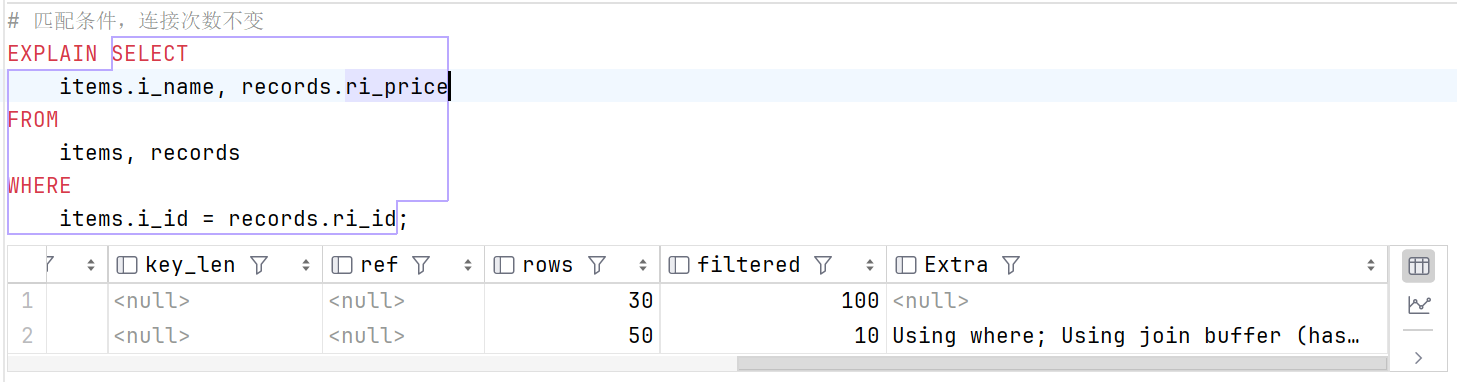 # 匹配条件，连接次数不变
EXPLAIN SELECT
items.i_name, records.ri_price
FROM
items, records
WHERE
items.i_id = records.ri_id;
key_len ref rows filtered Extra
1 <null> <null> 30 100 <null>
2 <null> <null> 50 10 Using where; Using join buffer (has…